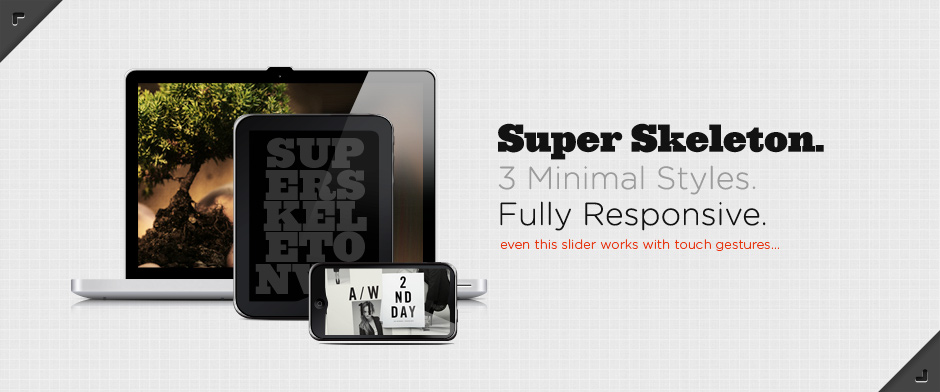 SUP
ERS
KEL
ETO
A/W
2
ND
DAY
Super Skeleton.
3 Minimal Styles.
Fully Responsive.
even this slider works with touch gestures...